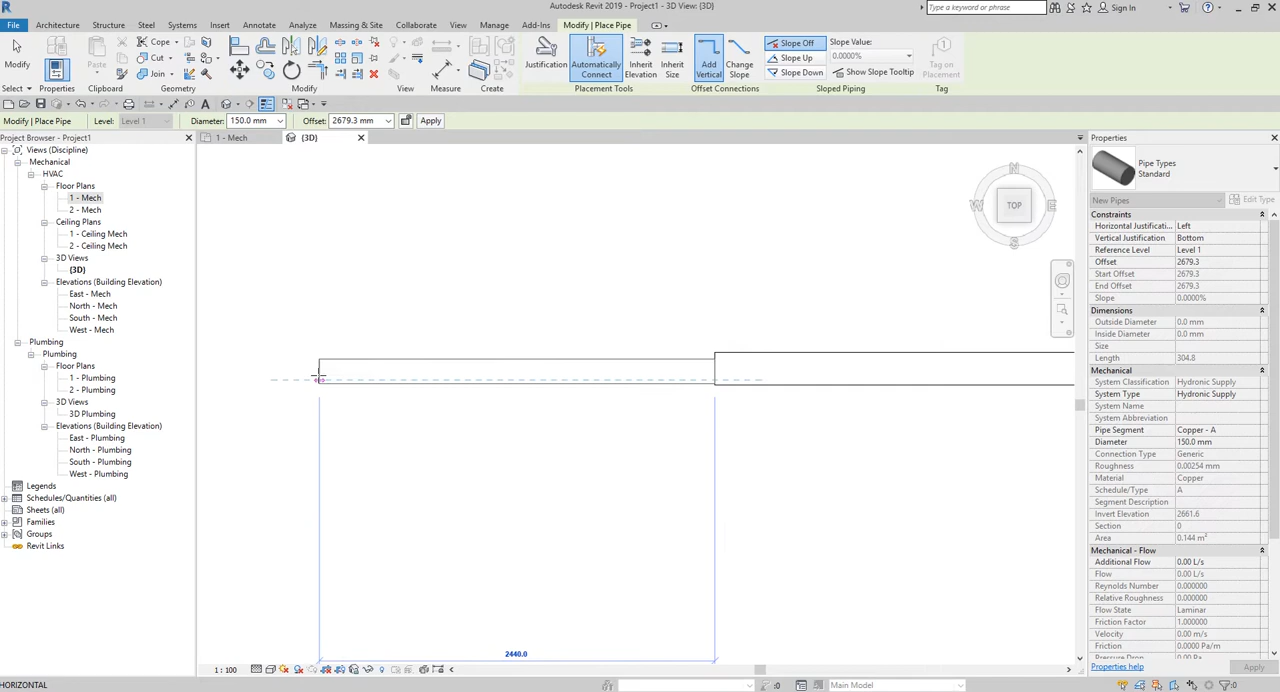 Autodesk Revit 2019 - Project1 - 3D View: {3D}
Type a keyword or phrase
Sign In
File Architecture Structure Steel Systems Insert Annotate Analyze Massing & Site Collaborate View Manage Add-Ins Modify | Place Pipe
Modify
Paste
Cope
Cut
Join
Justification
Automatically Connect
Inherit Elevation
Inherit Size
Add Vertical
Change Slope
Slope Off
Slope Up
Slope Down
Slope Value:
0.0000%
Show Slope Tooltip
Tag on Placement
Select Properties Clipboard Geometry Modify View Measure Create Placement Tools Offset Connections Sloped Piping Tag
Modify | Place Pipe Level: Level 1 Diameter: 150.0 mm Offset: 2679.3 mm Apply
Project Browser - Project1
1 - Mech
{3D}
Views (Discipline)
Mechanical
HVAC
Floor Plans
1 - Mech
2 - Mech
Ceiling Plans
1 - Ceiling Mech
2 - Ceiling Mech
3D Views
{3D}
Elevations (Building Elevation)
East - Mech
North - Mech
South - Mech
West - Mech
Plumbing
Plumbing
Floor Plans
1 - Plumbing
2 - Plumbing
3D Views
3D Plumbing
Elevations (Building Elevation)
East - Plumbing
North - Plumbing
South - Plumbing
West - Plumbing
Legends
Schedules/Quantities (all)
Sheets (all)
Families
Groups
Revit Links
N
W TOP E
S
2440.0
Properties
Pipe Types
Standard
New Pipes Edit Type
Constraints
Horizontal Justificati... Left
Vertical Justification Bottom
Reference Level Level 1
Offset 2679.3
Start Offset 2679.3
End Offset 2679.3
Slope 0.0000%
Dimensions
Outside Diameter 0.0 mm
Inside Diameter 0.0 mm
Size
Length 304.8
Mechanical
System Classification Hydronic Supply
System Type Hydronic Supply
System Name
System Abbreviation
Pipe Segment Copper - A
Diameter 150.0 mm
Connection Type Generic
Roughness 0.00254 mm
Material Copper
Schedule/Type A
Segment Description
Invert Elevation 2661.6
Section 0
Area 0.144 m²
Mechanical - Flow
Additional Flow 0.00 L/s
Flow 0.00 L/s
Reynolds Number 0.000000
Relative Roughness 0.000000
Flow State Laminar
Friction Factor 1.000000
Velocity 0.00 m/s
Friction 0.0000 Pa/m
Pressure Drop 0.00 Pa
Properties help Apply
1 : 100
HORIZONTAL
:0
Main Model
:0